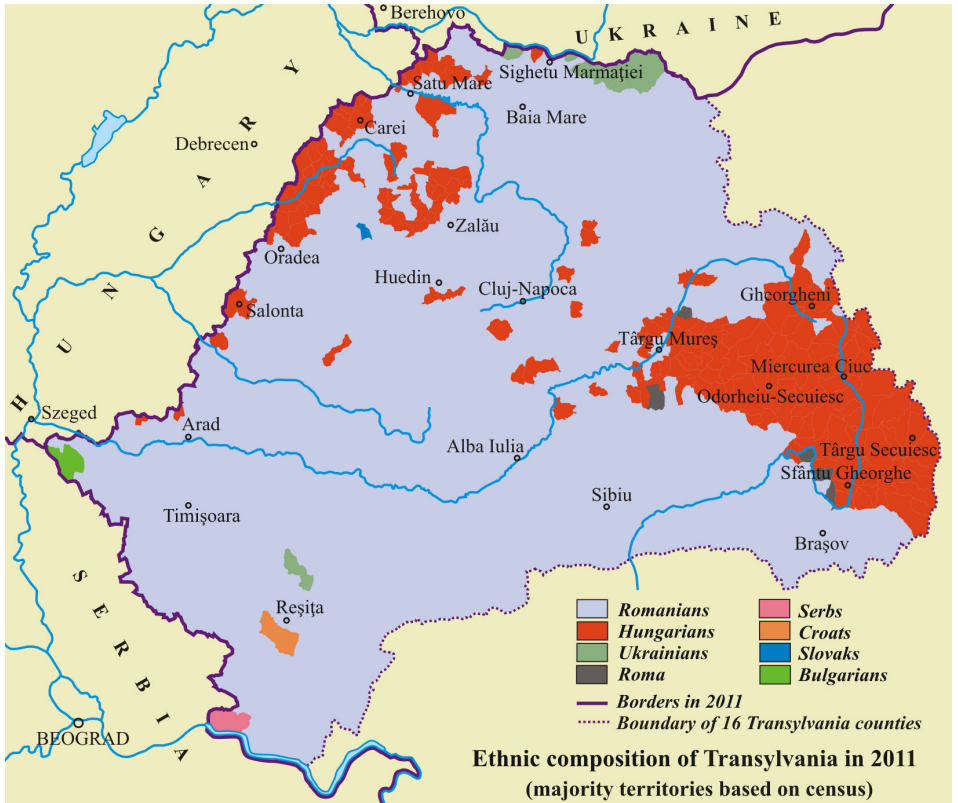 Berehovo
UKRAINE
Sighetu Marmaţiei
Satu Mare
Baia Mare
Carei
Debrecen
HUNGARY
Zalău
Oradea
Huedin
Cluj-Napoca
Gheorgheni
Salonta
Târgu Mureş
Miercurea Ciuc
Odorheiu-Secuiesc
Szeged
Arad
Alba Iulia
Târgu Secuiesc
Sfântu Gheorghe
Sibiu
Timişoara
Braşov
SERBIA
Reşiţa
BEOGRAD
Romanians
Hungarians
Ukrainians
Roma
Serbs
Croats
Slovaks
Bulgarians
Borders in 2011
Boundary of 16 Transylvania counties
Ethnic composition of Transylvania in 2011
(majority territories based on census)